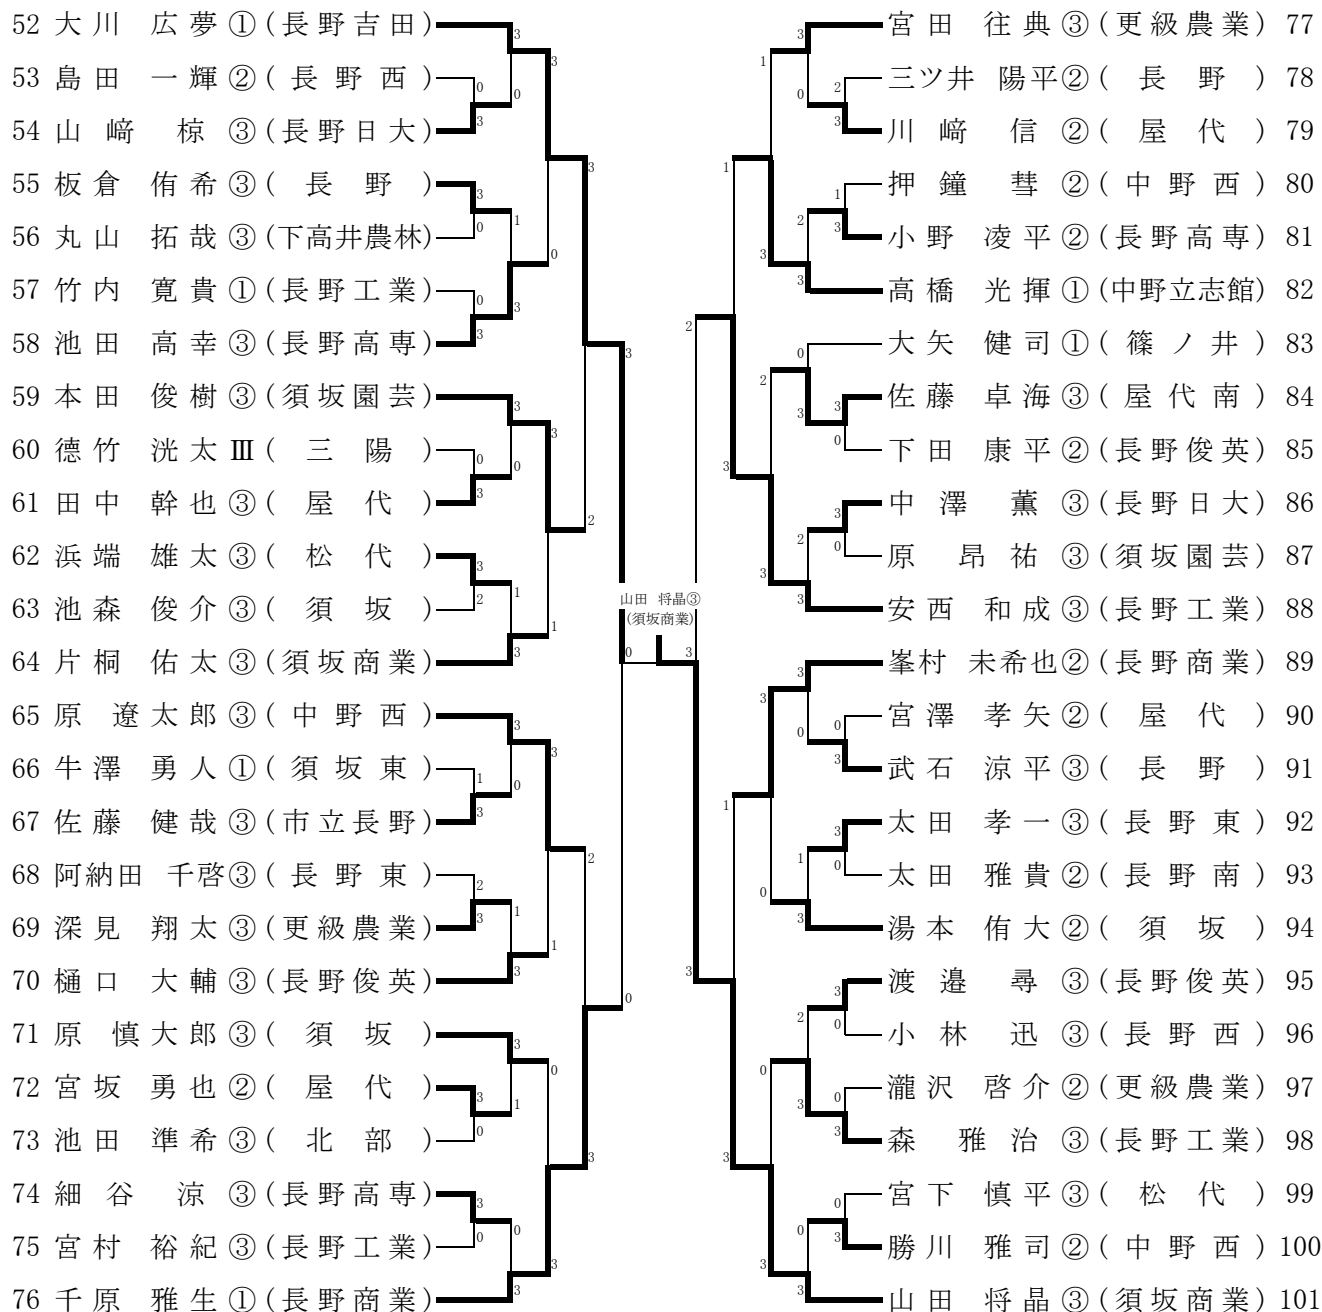 52 大川 広夢 ① (長野吉田)
53 島田 一輝 ② (長野西)
54 山﨑 椋 ③ (長野日大)
55 板倉 侑希 ③ (長野)
56 丸山 拓哉 ③ (下高井農林)
57 竹内 寛貴 ① (長野工業)
58 池田 高幸 ③ (長野高専)
59 本田 俊樹 ③ (須坂園芸)
60 德竹 洸太 Ⅲ (三陽)
61 田中 幹也 ③ (屋代)
62 浜端 雄太 ③ (松代)
63 池森 俊介 ③ (須坂)
64 片桐 佑太 ③ (須坂商業)
65 原 遼太郎 ③ (中野西)
66 牛澤 勇人 ① (須坂東)
67 佐藤 健哉 ③ (市立長野)
68 阿納田 千啓 ③ (長野東)
69 深見 翔太 ③ (更級農業)
70 樋口 大輔 ③ (長野俊英)
71 原 慎太郎 ③ (須坂)
72 宮坂 勇也 ② (屋代)
73 池田 準希 ③ (北部)
74 細谷 涼 ③ (長野高専)
75 宮村 裕紀 ③ (長野工業)
76 千原 雅生 ① (長野商業)
山田 将晶③
(須坂商業)
宮田 往典 ③ (更級農業) 77
三ツ井 陽平 ② (長野) 78
川﨑 信 ② (屋代) 79
押鐘 彗 ② (中野西) 80
小野 凌平 ② (長野高専) 81
高橋 光揮 ① (中野立志館) 82
大矢 健司 ① (篠ノ井) 83
佐藤 卓海 ③ (屋代南) 84
下田 康平 ② (長野俊英) 85
中澤 薫 ③ (長野日大) 86
原 昂祐 ③ (須坂園芸) 87
安西 和成 ③ (長野工業) 88
峯村 未希也 ② (長野商業) 89
宮澤 孝矢 ② (屋代) 90
武石 涼平 ③ (長野) 91
太田 孝一 ③ (長野東) 92
太田 雅貴 ② (長野南) 93
湯本 侑大 ② (須坂) 94
渡邉 尋 ③ (長野俊英) 95
小林 迅 ③ (長野西) 96
瀧沢 啓介 ② (更級農業) 97
森 雅治 ③ (長野工業) 98
宮下 慎平 ③ (松代) 99
勝川 雅司 ② (中野西) 100
山田 将晶 ③ (須坂商業) 101